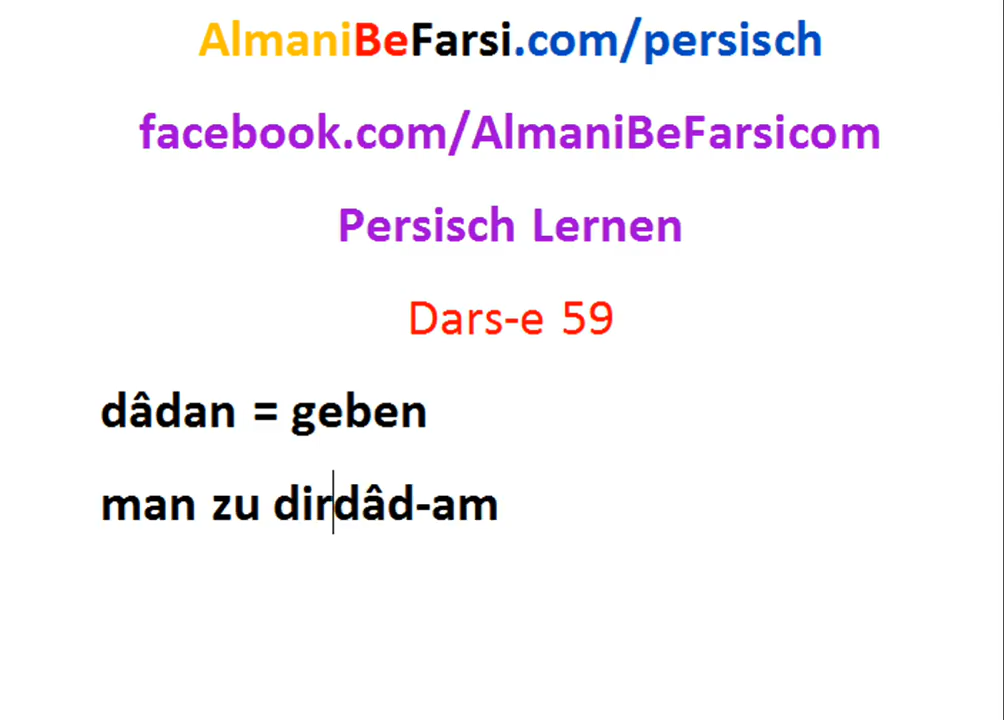 AlmaniBeFarsi.com/persisch
facebook.com/AlmaniBeFarsicom
Persisch Lernen
Dars-e 59
dâdan = geben
man zu dirdâd-am